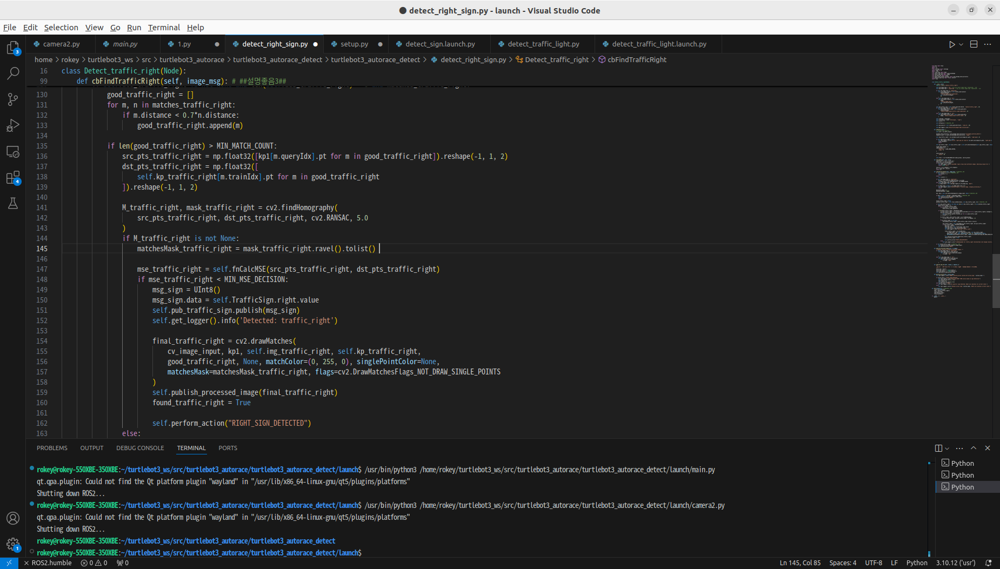 detect_right_sign.py - launch - Visual Studio Code
File Edit Selection View Go Run Terminal Help
camera2.py main.py 1.py detect_right_sign.py setup.py detect_sign.launch.py detect_traffic_light.py detect_traffic_light.launch.py
home > rokey > turtlebot3_ws > src > turtlebot3_autorace > turtlebot3_autorace_detect > turtlebot3_autorace_detect > detect_right_sign.py > Detect_traffic_right > cbFindTrafficRight
16 class Detect_traffic_right(Node):
99 def cbFindTrafficRight(self, image_msg): # ##설명좋음3##
130 good_traffic_right = []
131 for m, n in matches_traffic_right:
132 if m.distance < 0.7*n.distance:
133 good_traffic_right.append(m)
134
135 if len(good_traffic_right) > MIN_MATCH_COUNT:
136 src_pts_traffic_right = np.float32([kp1[m.queryIdx].pt for m in good_traffic_right]).reshape(-1, 1, 2)
137 dst_pts_traffic_right = np.float32([
138 self.kp_traffic_right[m.trainIdx].pt for m in good_traffic_right
139 ]).reshape(-1, 1, 2)
140
141 M_traffic_right, mask_traffic_right = cv2.findHomography(
142 src_pts_traffic_right, dst_pts_traffic_right, cv2.RANSAC, 5.0
143 )
144 if M_traffic_right is not None:
145 matchesMask_traffic_right = mask_traffic_right.ravel().tolist()
146
147 mse_traffic_right = self.fnCalcMSE(src_pts_traffic_right, dst_pts_traffic_right)
148 if mse_traffic_right < MIN_MSE_DECISION:
149 msg_sign = UInt8()
150 msg_sign.data = self.TrafficSign.right.value
151 self.pub_traffic_sign.publish(msg_sign)
152 self.get_logger().info('Detected: traffic_right')
153
154 final_traffic_right = cv2.drawMatches(
155 cv_image_input, kp1, self.img_traffic_right, self.kp_traffic_right,
156 good_traffic_right, None, matchColor=(0, 255, 0), singlePointColor=None,
157 matchesMask=matchesMask_traffic_right, flags=cv2.DrawMatchesFlags_NOT_DRAW_SINGLE_POINTS
158 )
159 self.publish_processed_image(final_traffic_right)
160 found_traffic_right = True
161
162 self.perform_action("RIGHT_SIGN_DETECTED")
163 else:
PROBLEMS OUTPUT DEBUG CONSOLE TERMINAL PORTS
rokey@rokey-550XBE-350XBE:~/turtlebot3_ws/src/turtlebot3_autorace/turtlebot3_autorace_detect/launch$ /usr/bin/python3 /home/rokey/turtlebot3_ws/src/turtlebot3_autorace/turtlebot3_autorace_detect/launch/main.py
qt.qpa.plugin: Could not find the Qt platform plugin "wayland" in "/usr/lib/x86_64-linux-gnu/qt5/plugins/platforms"
Shutting down ROS2...
rokey@rokey-550XBE-350XBE:~/turtlebot3_ws/src/turtlebot3_autorace/turtlebot3_autorace_detect/launch$ /usr/bin/python3 /home/rokey/turtlebot3_ws/src/turtlebot3_autorace/turtlebot3_autorace_detect/launch/camera2.py
qt.qpa.plugin: Could not find the Qt platform plugin "wayland" in "/usr/lib/x86_64-linux-gnu/qt5/plugins/platforms"
Shutting down ROS2...
rokey@rokey-550XBE-350XBE:~/turtlebot3_ws/src/turtlebot3_autorace/turtlebot3_autorace_detect
rokey@rokey-550XBE-350XBE:~/turtlebot3_ws/src/turtlebot3_autorace/turtlebot3_autorace_detect/launch$
Python
Python
Python
3
4
1
ROS2.humble 0 0 0 Ln 145, Col 85 Spaces: 4 UTF-8 LF Python 3.10.12 ('usr')